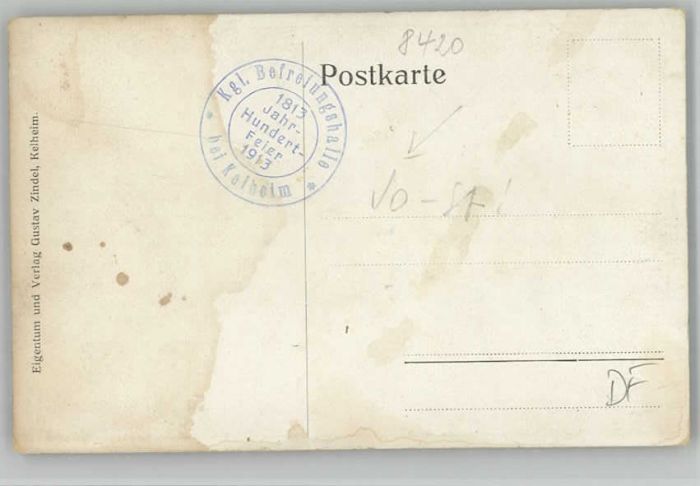 8420
Postkarte
* Kgl. Befreiungshalle * bei Kelheim
1813
Jahr-
Hundert-
Feier
1913
Eigentum und Verlag Gustav Zindel, Kelheim.
DF